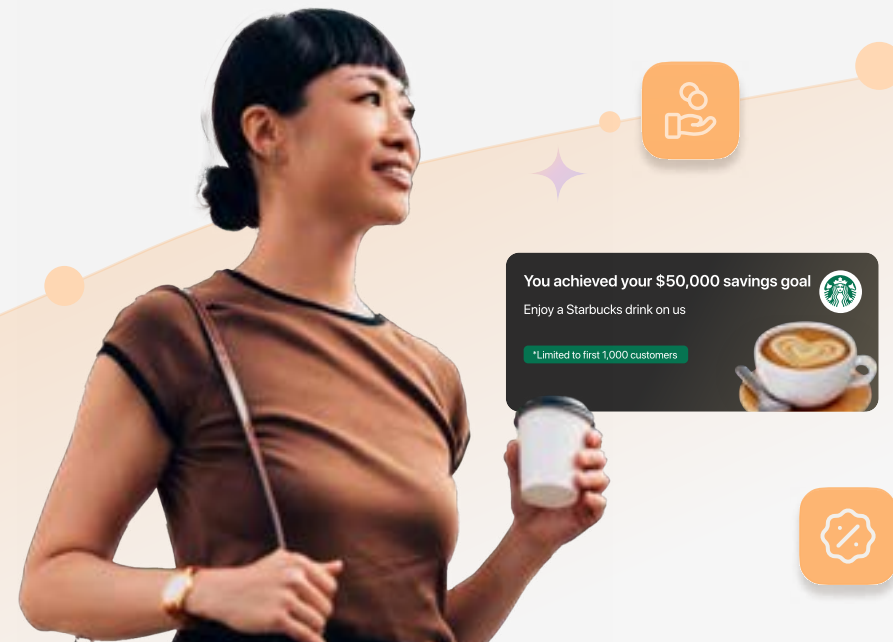 You achieved your $50,000 savings goal
Enjoy a Starbucks drink on us
*Limited to first 1,000 customers